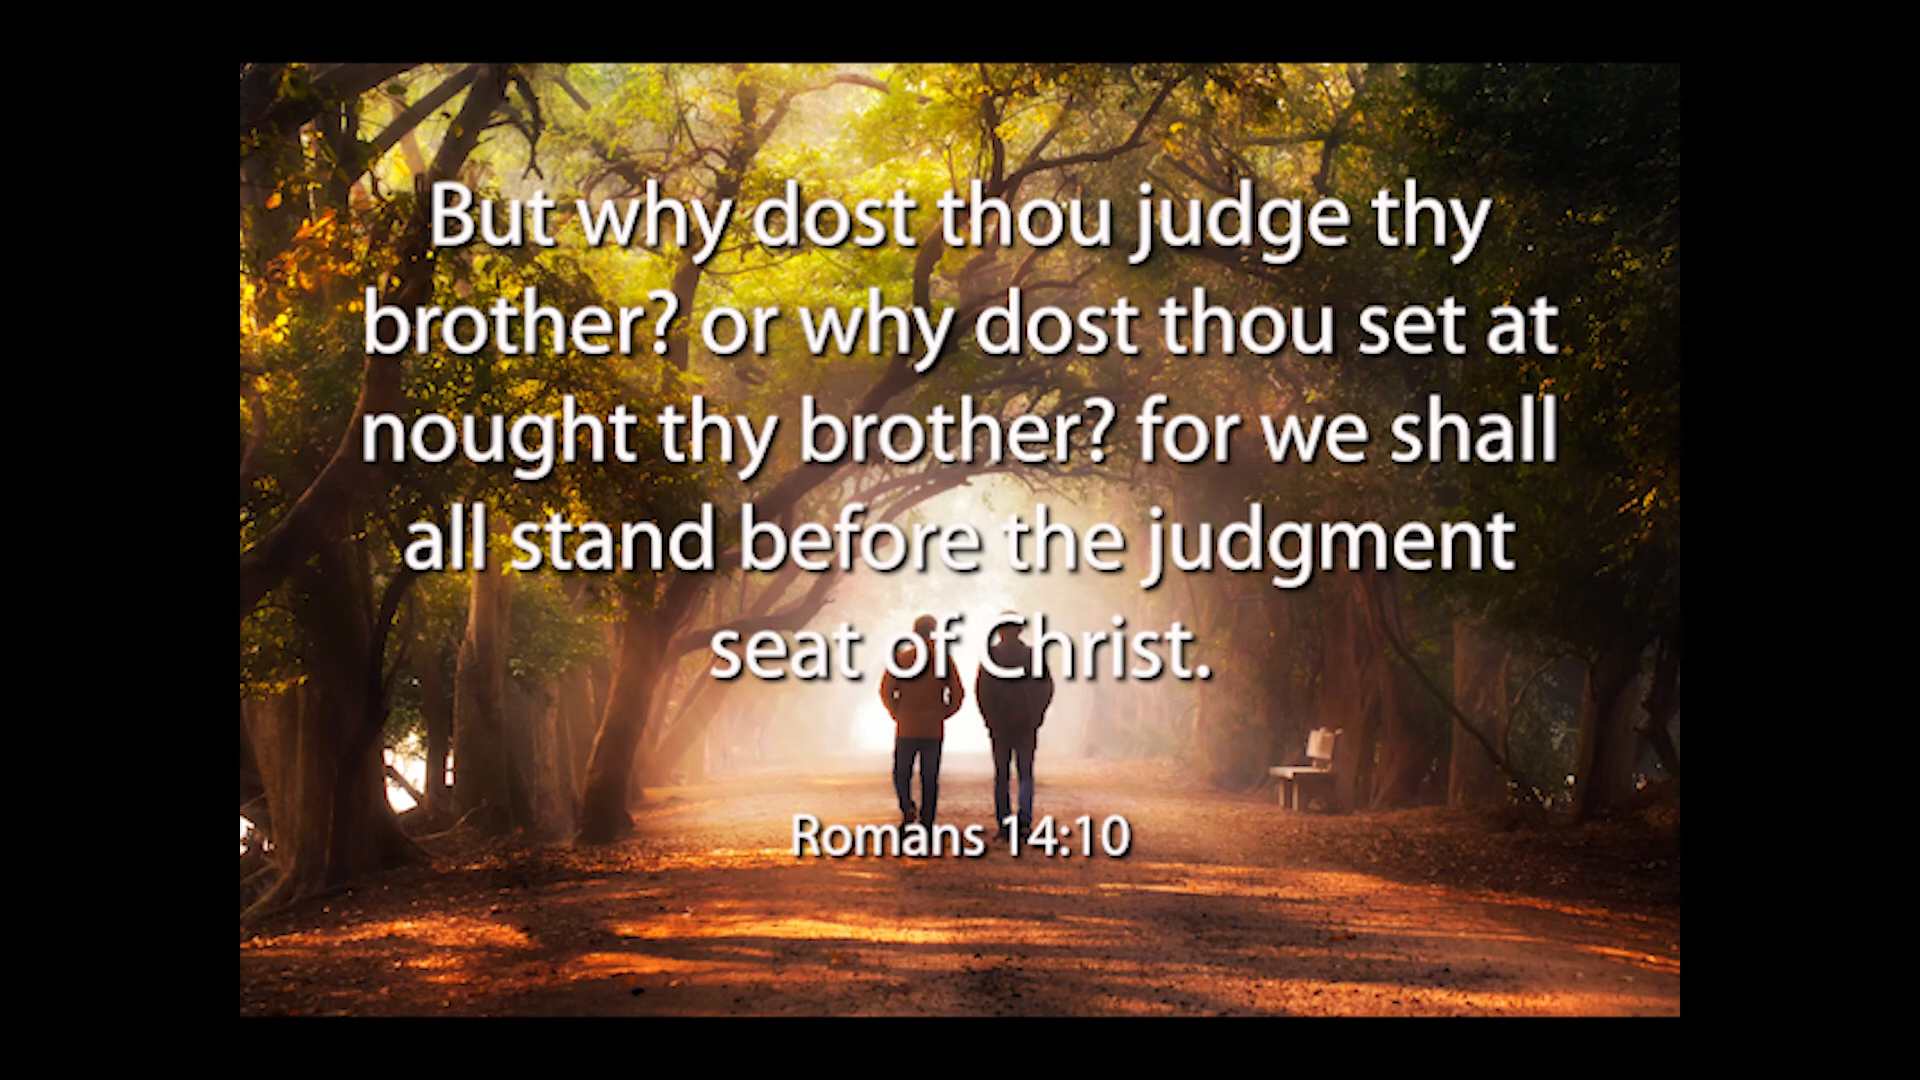 But why dost thou judge thy
brother? or why dost thou set at
nought thy brother? for we shall
all stand before the judgment
seat of Christ.
Romans 14:10